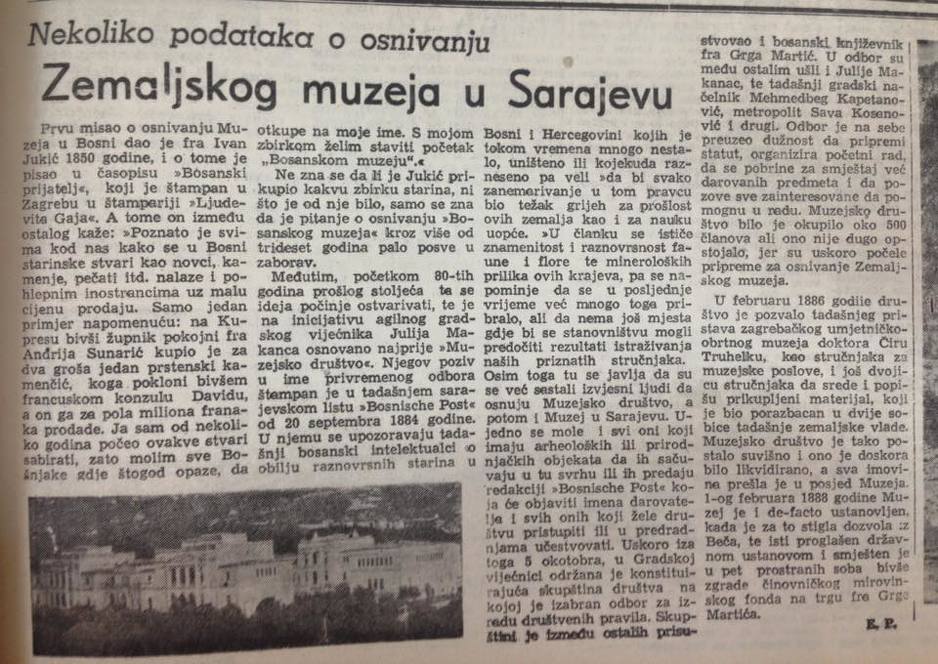 Nekoliko podataka o osnivanju
Zemaljskog muzeja u Sarajevu
Prvu misao o osnivanju Mu-
zeja u Bosni dao je fra Ivan
Jukić 1850 godine, i o tome je
pisao u časopisu »Bosanski
prijatelj«, koji je štampan u
Zagrebu u štampariji »Ljude-
vita Gaja«. A tome on između
ostalog kaže: »Poznato je svi-
ma kod nas kako se u Bosni
starinske stvari kao novci, ka-
menje, pečati itd. nalaze i po-
hlepnim inostrancima uz malu
cijenu prodaju. Samo jedan
primjer napomenuću: na Ku-
presu bivši župnik pokojni fra
Andrija Sunarić kupio je za
dva groša jedan prstenski ka-
menčić, koga pokloni bivšem
francuskom konzulu Davidu,
a on ga za pola miliona frana-
ka prodade. Ja sam od nekoli-
ko godina počeo ovakve stvari
sabirati, zato molim sve Bo-
šnjake gdje štogod opaze, da
otkupe na moje ime. S mojom
zbirkom želim staviti početak
„Bosanskom muzeju“.«
Ne zna se da li je Jukić pri-
kupio kakvu zbirku starina, ni
što je od nje bilo, samo se zna
da je pitanje o osnivanju »Bo-
sanskog muzeja« kroz više od
trideset godina palo posve u
zaborav.
Međutim, početkom 80-tih
godina prošlog stoljeća ta se
ideja počinje ostvarivati, te je
na inicijativu agilnog grad-
skog vijećnika Julija Ma-
kanca osnovano najprije »Mu-
zejsko društvo«. Njegov poziv
u ime privremenog odbora
štampan je u tadašnjem sara-
jevskom listu »Bosnische Post«
od 20 septembra 1884 godine.
U njemu se upozoravaju tada-
šnji bosanski intelektualci o
obilju raznovrsnih starina u
Bosni i Hercegovini kojih je
tokom vremena mnogo nesta-
lo, uništeno ili kojekuda raz-
neseno pa veli »da bi svako
zanemarivanje u tom pravcu
bio težak grijeh za prošlost
ovih zemalja kao i za nauku
uopće. »U članku se ističe
znamenitost i raznovrsnost fa-
une i flore te mineroloških
prilika ovih krajeva, pa se na-
pominje da se u posljednje
vrijeme već mnogo toga pri-
bralo, ali da nema još mjesta
gdje bi se stanovništvu mogli
predočiti rezultati istraživanja
naših priznatih stručnjaka.
Osim toga tu se javlja da su
se već sastali izvjesni ljudi da
osnuju Muzejsko društvo, a
potom i Muzej u Sarajevu. U-
jedno se mole i svi oni koji
imaju arheoloških ili prirod-
njačkih objekata da ih saču-
vaju u tu svrhu ili ih predaju
redakciji »Bosnische Post« ko-
ja će objaviti imena darovate-
lja i svih onih koji žele dru-
štvu pristupiti ili u predrad-
njama učestvovati. Uskoro iza
toga 5 okotobra, u Gradskoj
vijećnici održana je konstitui-
rajuća skupština društva na
kojoj je izabran odbor za iz-
radu društvenih pravila. Skup-
štini je između ostalih prisu-
stvovao i bosanski književnik
fra Grga Martić. U odbor su
među ostalim ušli i Julije Ma-
kanac, te tadašnji gradski na-
čelnik Mehmedbeg Kapetano-
vić, metropolit Sava Kosano-
vić i drugi. Odbor je na sebe
preuzeo dužnost da pripremi
statut, organizira početni rad,
da se pobrine za smještaj već
darovanih predmeta i da po-
zove sve zainteresovane da po-
mognu u radu. Muzejsko dru-
štvo bilo je okupilo oko 500
članova ali ono nije dugo op-
stojalo, jer su uskoro počele
pripreme za osnivanje Zemalj-
skog muzeja.
U februaru 1886 godine dru-
štvo je pozvalo tadašnjeg pri-
stava zagrebačkog umjetničko-
obrtnog muzeja doktora Ćiru
Truhelku, kao stručnjaka za
muzejske poslove, i još dvoji-
cu stručnjaka da srede i popi-
šu prikupljeni materijal, koji
je bio porazbacan u dvije so-
bice tadašnje zemaljske vlade.
Muzejsko društvo je tako po-
stalo suvišno i ono je doskora
bilo likvidirano, a sva imovi-
na prešla je u posjed Muzeja.
1-og februara 1888 godine Mu-
zej je i de-facto ustanovljen,
kada je za to stigla dozvola iz
Beča, te isti proglašen držav-
nom ustanovom i smješten je
u pet prostranih soba bivše
zgrade činovničkog mirovin-
skog fonda na trgu fra Grge
Martića.
E. P.